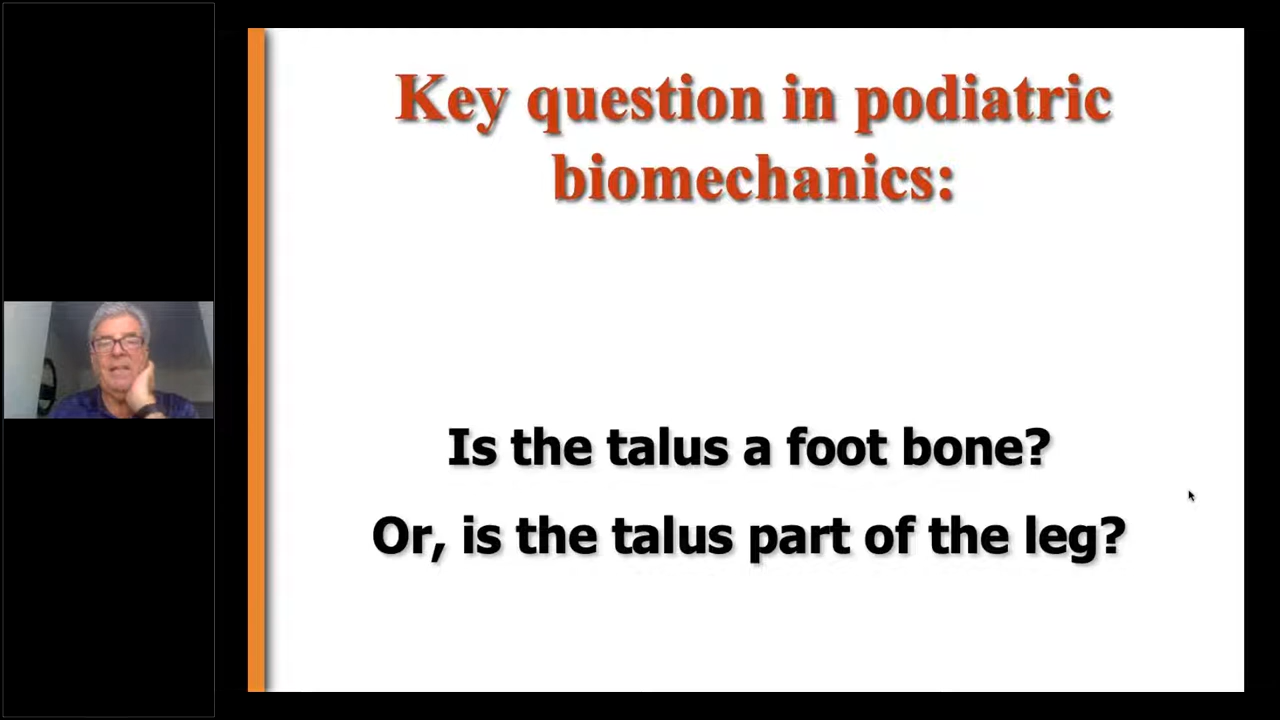 Key question in podiatric
biomechanics:
Is the talus a foot bone?
Or, is the talus part of the leg?